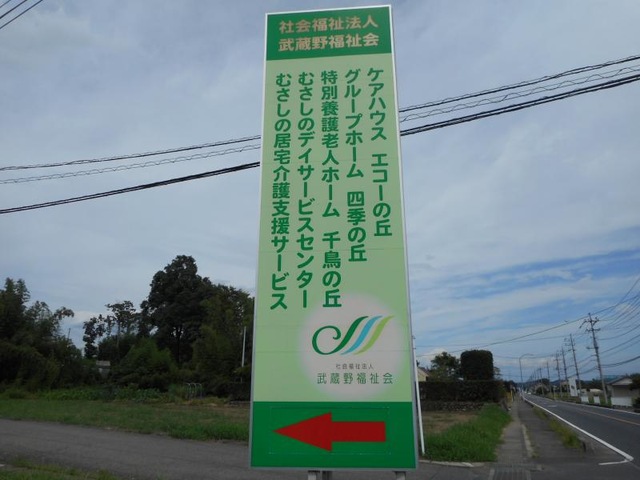 社会福祉法人
武蔵野福祉会
ケアハウス エコーの丘
グループホーム 四季の丘
特別養護老人ホーム 千鳥の丘
むさしのデイサービスセンター
むさしの居宅介護支援サービス
社会福祉法人
武蔵野福祉会